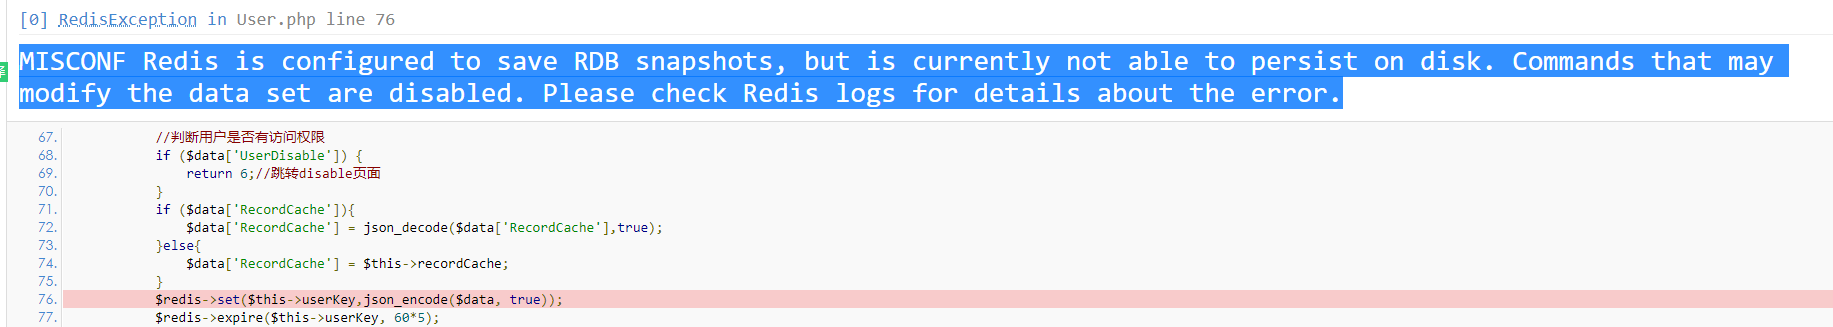 [0] RedisException in User.php line 76
MISCONF Redis is configured to save RDB snapshots, but is currently not able to persist on disk. Commands that may
modify the data set are disabled. Please check Redis logs for details about the error.
67. //判断用户是否有访问权限
68. if ($data['UserDisable']) {
69. return 6;//跳转disable页面
70. }
71. if ($data['RecordCache']){
72. $data['RecordCache'] = json_decode($data['RecordCache'],true);
73. }else{
74. $data['RecordCache'] = $this->recordCache;
75. }
76. $redis->set($this->userKey,json_encode($data, true));
77. $redis->expire($this->userKey, 60*5);